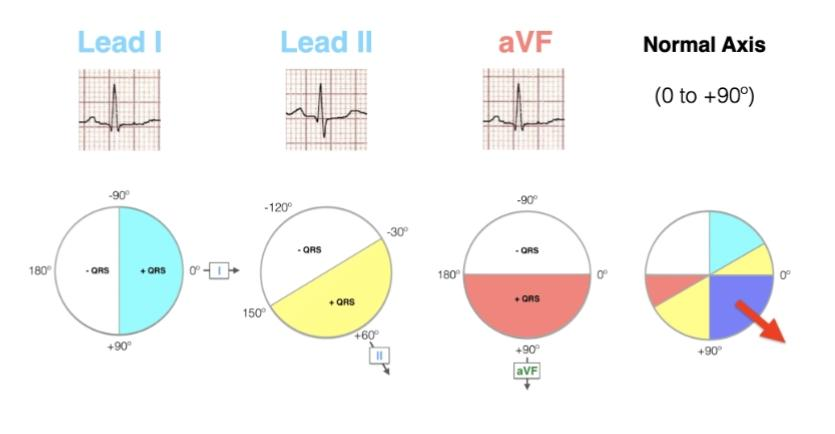 Lead I
Lead II
aVF
Normal Axis
(0 to +90º)
-90º
180º
- QRS
+ QRS
0º
I
+90º
-120º
-30º
- QRS
+ QRS
150º
+60º
II
-90º
- QRS
180º
0º
+ QRS
+90º
aVF
0º
+90º